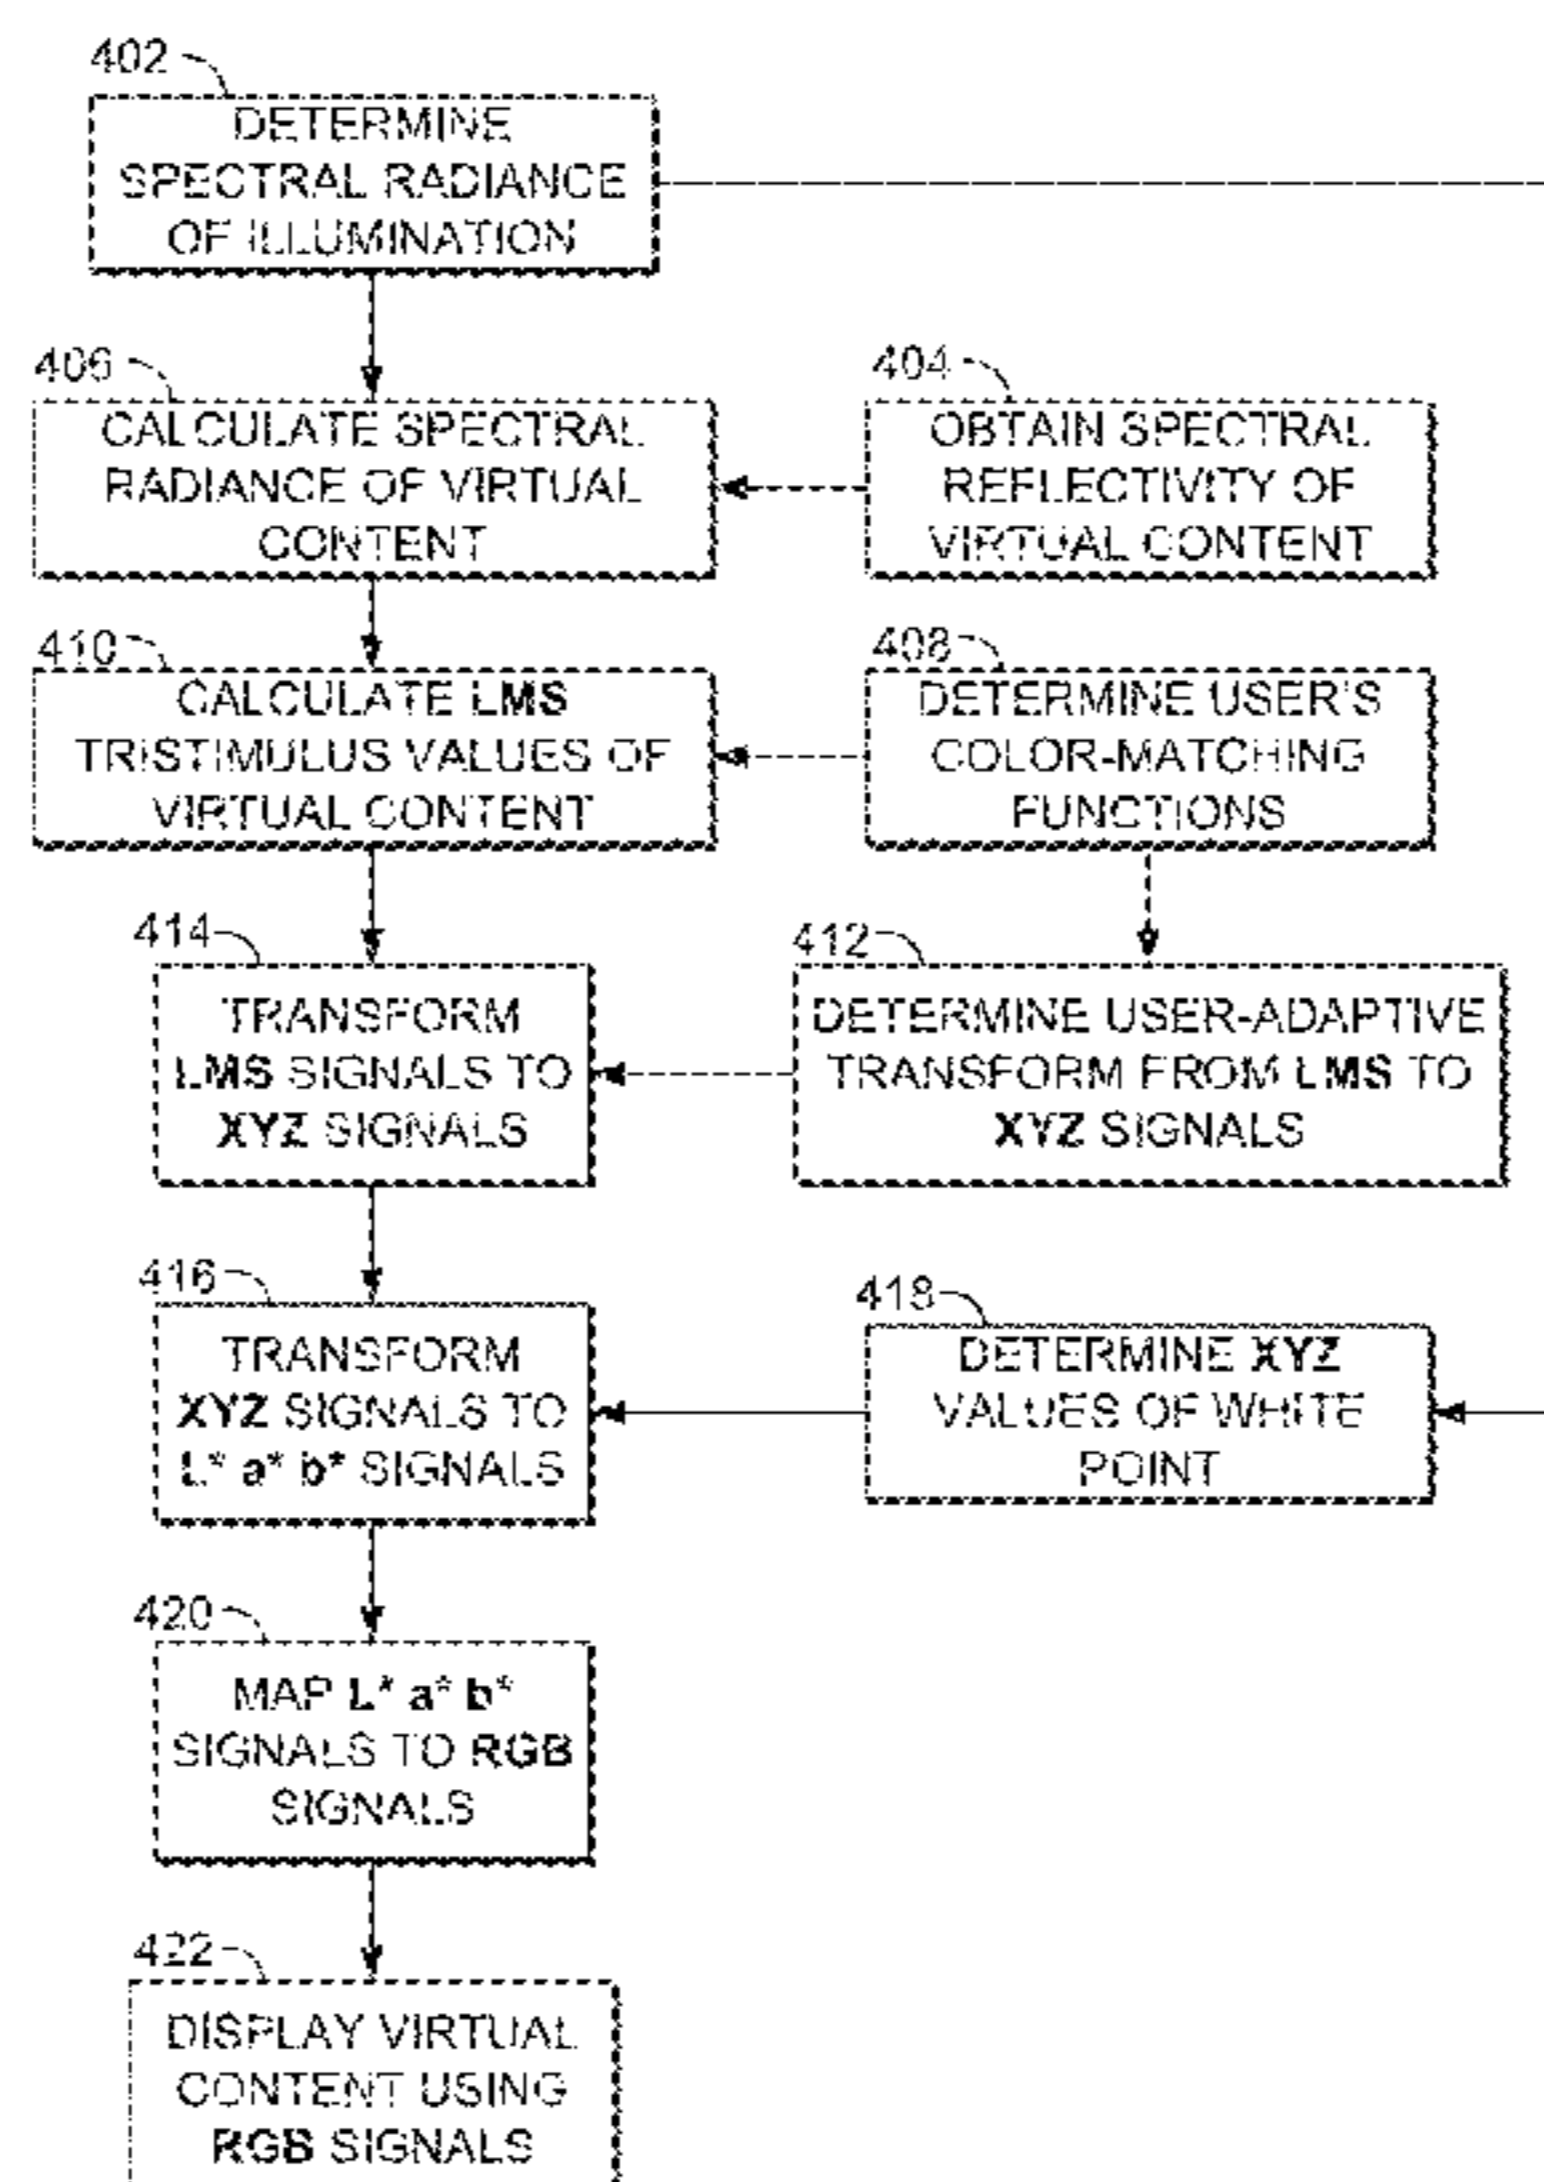 402
DETERMINE
SPECTRAL RADIANCE
OF ILLUMINATION
406
CALCULATE SPECTRAL
RADIANCE OF VIRTUAL
CONTENT
404
OBTAIN SPECTRAL
REFLECTIVITY OF
VIRTUAL CONTENT
410
CALCULATE LMS
TRISTIMULUS VALUES OF
VIRTUAL CONTENT
408
DETERMINE USER'S
COLOR-MATCHING
FUNCTIONS
414
TRANSFORM
LMS SIGNALS TO
XYZ SIGNALS
412
DETERMINE USER-ADAPTIVE
TRANSFORM FROM LMS TO
XYZ SIGNALS
416
TRANSFORM
XYZ SIGNALS TO
L* a* b* SIGNALS
418
DETERMINE XYZ
VALUES OF WHITE
POINT
420
MAP L* a* b*
SIGNALS TO RGB
SIGNALS
422
DISPLAY VIRTUAL
CONTENT USING
RGB SIGNALS